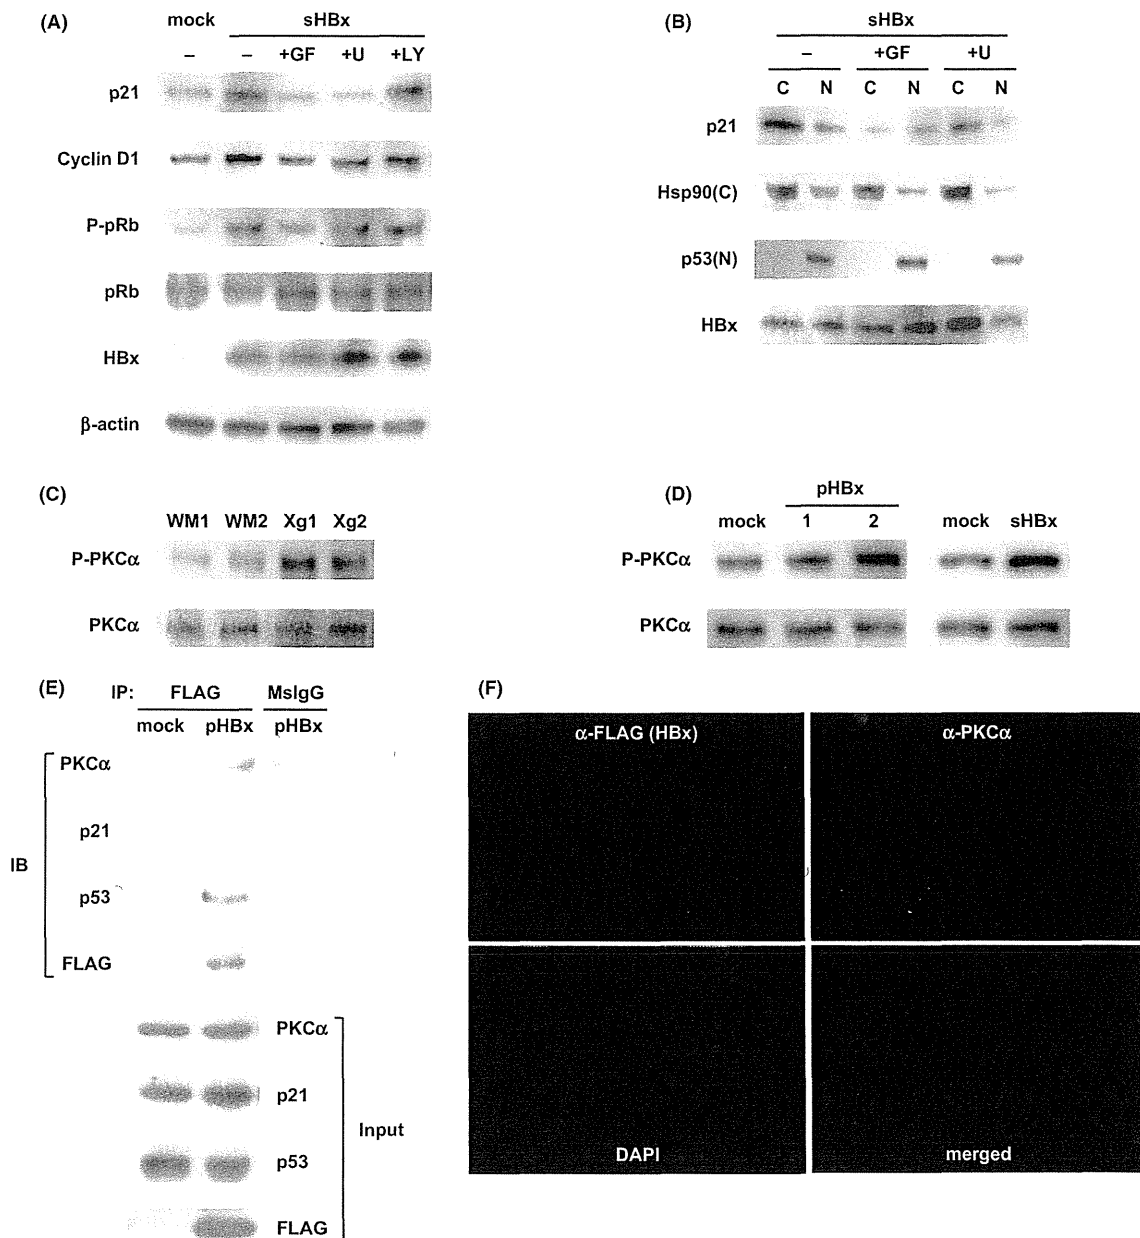 (A)
mock sHBx
– – +GF +U +LY
p21
Cyclin D1
P-pRb
pRb
HBx
β-actin
(B)
sHBx
– +GF +U
C N C N C N
p21
Hsp90(C)
p53(N)
HBx
(C)
WM1 WM2 Xg1 Xg2
P-PKCα
PKCα
(D)
pHBx
mock 1 2 mock sHBx
P-PKCα
PKCα
(E)
IP: FLAG MsIgG
mock pHBx pHBx
IB
PKCα
p21
p53
FLAG
PKCα
p21
Input
p53
FLAG
(F)
α-FLAG (HBx) α-PKCα
DAPI merged